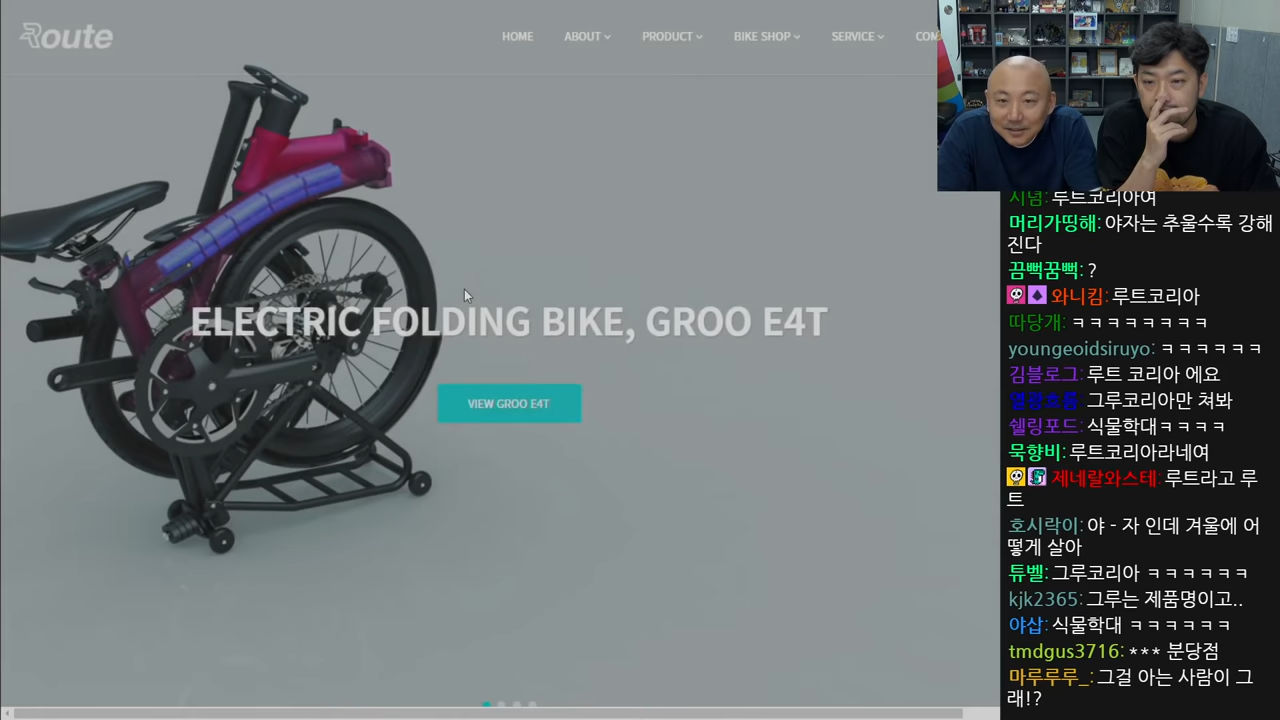 Route
HOME
ABOUT
PRODUCT
BIKE SHOP
SERVICE
COM
ELECTRIC FOLDING BIKE, GROO E4T
VIEW GROO E4T
시넘: 루트코리아여
머리가띵해: 야자는 추울수록 강해
진다
끔뻑꿈뻑: ?
와니킴: 루트코리아
따당개: ㅋㅋㅋㅋㅋㅋㅋㅋ
youngeoidsiruyo: ㅋㅋㅋㅋㅋㅋ
김블로그: 루트 코리아 에요
열광흐름: 그루코리아만 쳐봐
쉘링포드: 식물학대ㅋㅋㅋㅋ
묵향비: 루트코리아라네여
제네랄와스테: 루트라고 루
트
호시락이: 야 - 자 인데 겨울에 어
떻게 살아
튜벨: 그루코리아 ㅋㅋㅋㅋㅋㅋ
kjk2365: 그루는 제품명이고..
야삽: 식물학대 ㅋㅋㅋㅋㅋㅋ
tmdgus3716: *** 분당점
마루루루_: 그걸 아는 사람이 그
래!?